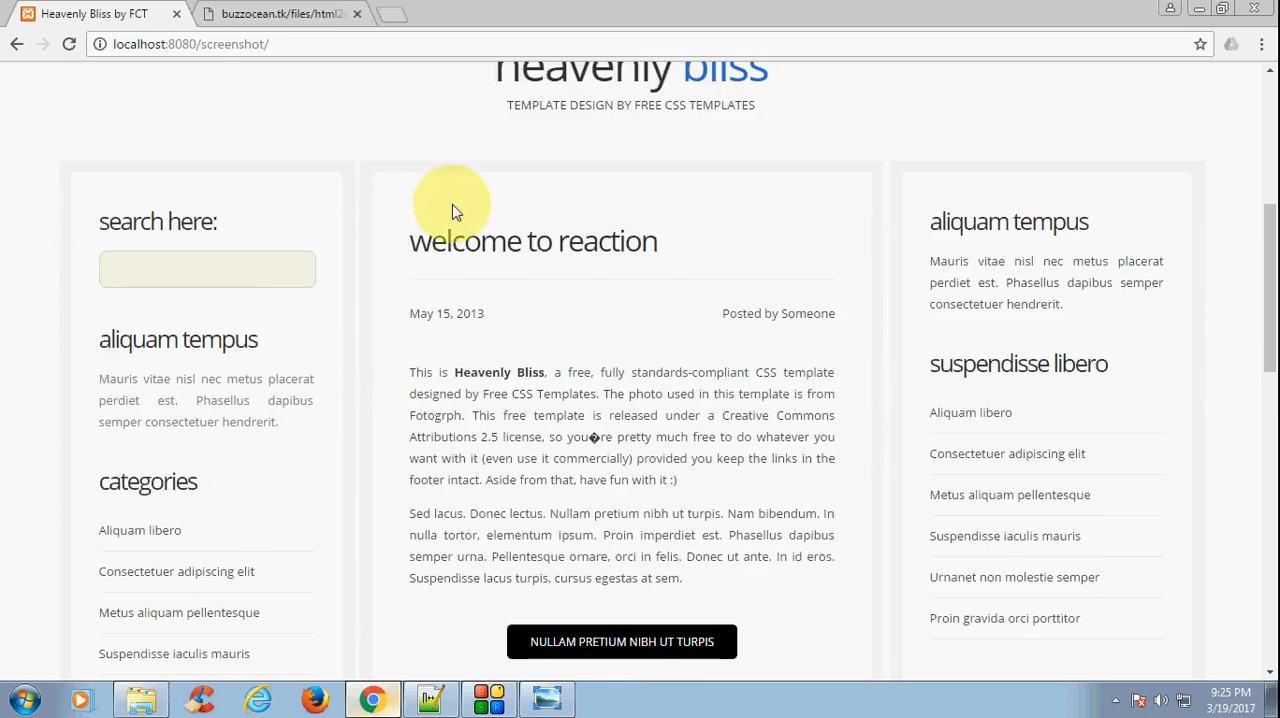 Heavenly Bliss by FCT
buzzocean.tk/files/html2
localhost:8080/screenshot/
heavenly bliss
TEMPLATE DESIGN BY FREE CSS TEMPLATES
search here:
aliquam tempus
Mauris vitae nisl nec metus placerat
perdiet est. Phasellus dapibus
semper consectetuer hendrerit.
categories
Aliquam libero
Consectetuer adipiscing elit
Metus aliquam pellentesque
Suspendisse iaculis mauris
welcome to reaction
May 15, 2013
Posted by Someone
This is Heavenly Bliss, a free, fully standards-compliant CSS template
designed by Free CSS Templates. The photo used in this template is from
Fotogrph. This free template is released under a Creative Commons
Attributions 2.5 license, so you�re pretty much free to do whatever you
want with it (even use it commercially) provided you keep the links in the
footer intact. Aside from that, have fun with it :)
Sed lacus. Donec lectus. Nullam pretium nibh ut turpis. Nam bibendum. In
nulla tortor, elementum ipsum. Proin imperdiet est. Phasellus dapibus
semper urna. Pellentesque ornare, orci in felis. Donec ut ante. In id eros.
Suspendisse lacus turpis, cursus egestas at sem.
NULLAM PRETIUM NIBH UT TURPIS
aliquam tempus
Mauris vitae nisl nec metus placerat
perdiet est. Phasellus dapibus semper
consectetuer hendrerit.
suspendisse libero
Aliquam libero
Consectetuer adipiscing elit
Metus aliquam pellentesque
Suspendisse iaculis mauris
Urnanet non molestie semper
Proin gravida orci porttitor
9:25 PM
3/19/2017